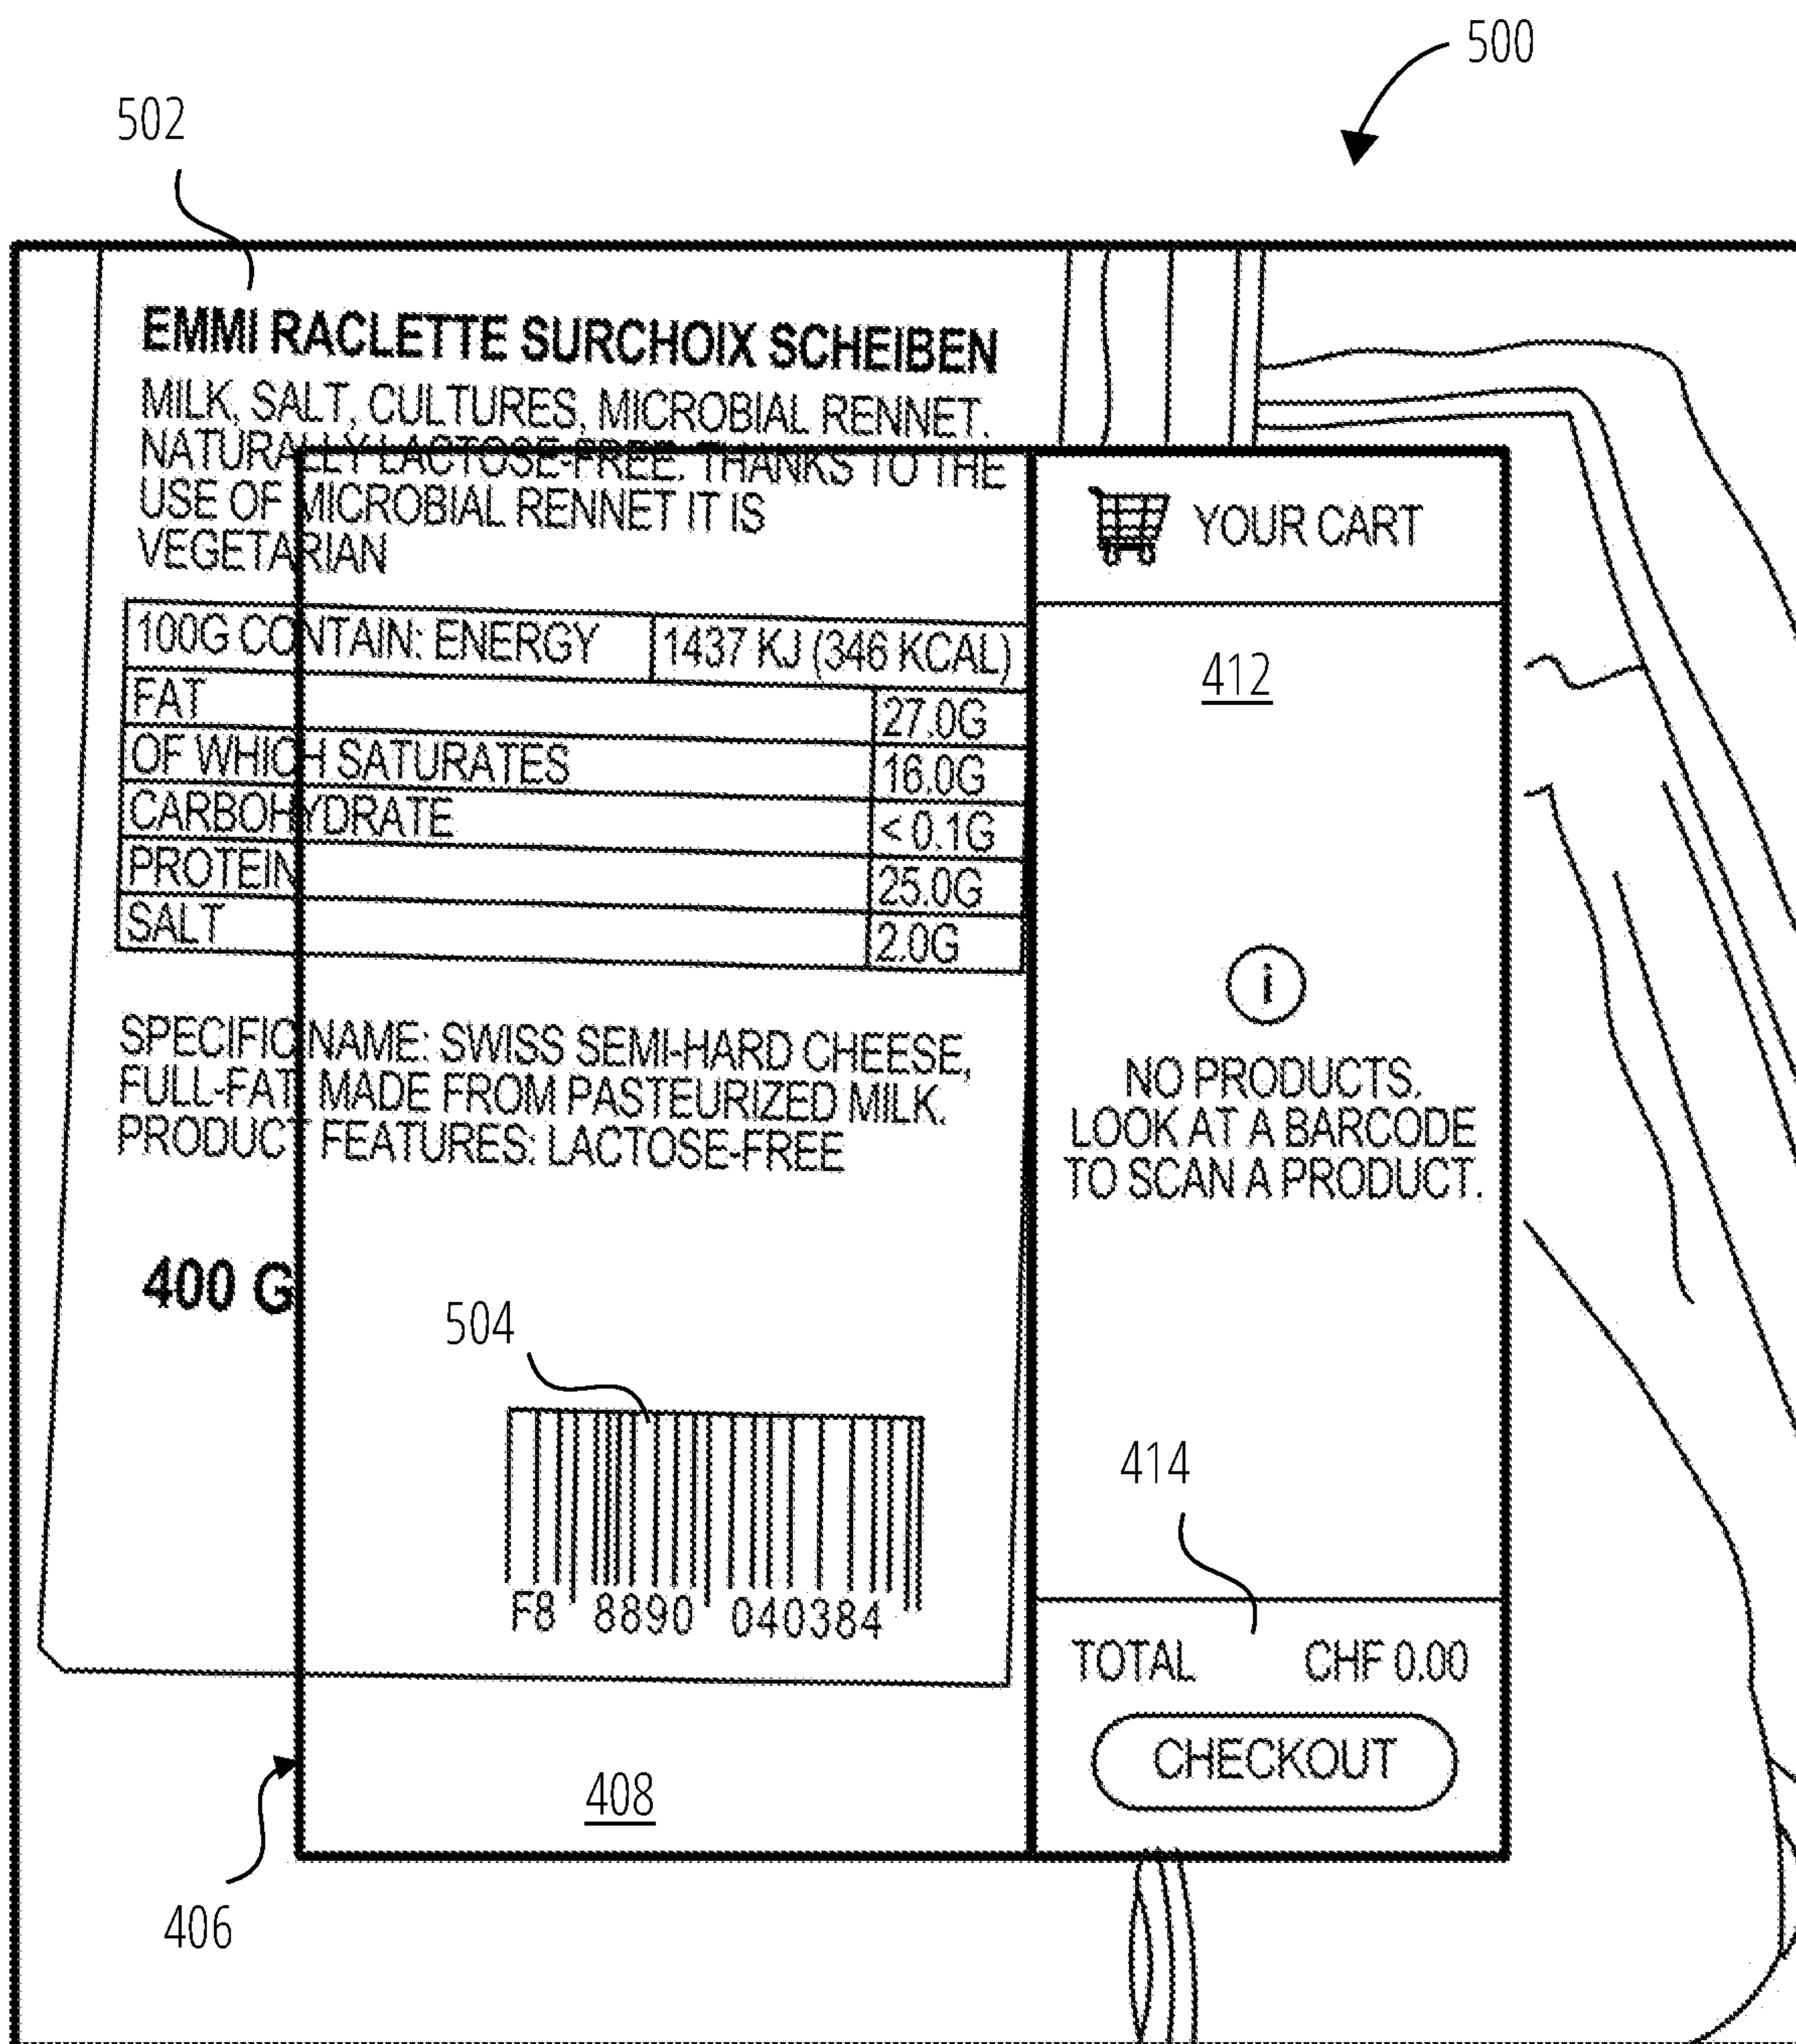 500
502
EMMI RACLETTE SURCHOIX SCHEIBEN
MILK, SALT, CULTURES, MICROBIAL RENNET.
NATURALLY LACTOSE-FREE. THANKS TO THE
USE OF MICROBIAL RENNET IT IS
VEGETARIAN
100G CONTAIN: ENERGY 1437 KJ (346 KCAL)
FAT 27.0G
OF WHICH SATURATES 16.0G
CARBOHYDRATE < 0.1G
PROTEIN 25.0G
SALT 2.0G
SPECIFIC NAME: SWISS SEMI-HARD CHEESE,
FULL-FAT, MADE FROM PASTEURIZED MILK.
PRODUCT FEATURES: LACTOSE-FREE
400 G
504
F8 8890 040384
408
406
YOUR CART
412
i
NO PRODUCTS.
LOOK AT A BARCODE
TO SCAN A PRODUCT.
414
TOTAL CHF 0.00
CHECKOUT